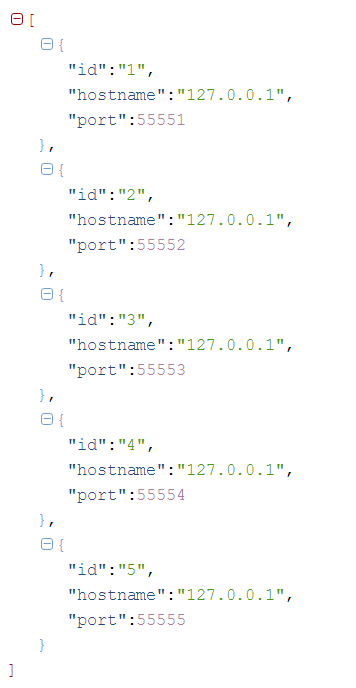 [
{
"id":"1",
"hostname":"127.0.0.1",
"port":55551
},
{
"id":"2",
"hostname":"127.0.0.1",
"port":55552
},
{
"id":"3",
"hostname":"127.0.0.1",
"port":55553
},
{
"id":"4",
"hostname":"127.0.0.1",
"port":55554
},
{
"id":"5",
"hostname":"127.0.0.1",
"port":55555
}
]